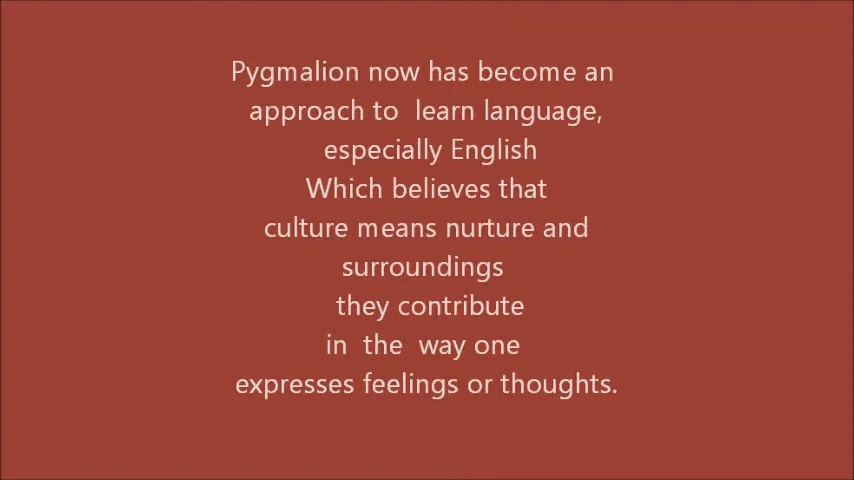 Pygmalion now has become an
approach to learn language,
especially English
Which believes that
culture means nurture and
surroundings
they contribute
in the way one
expresses feelings or thoughts.